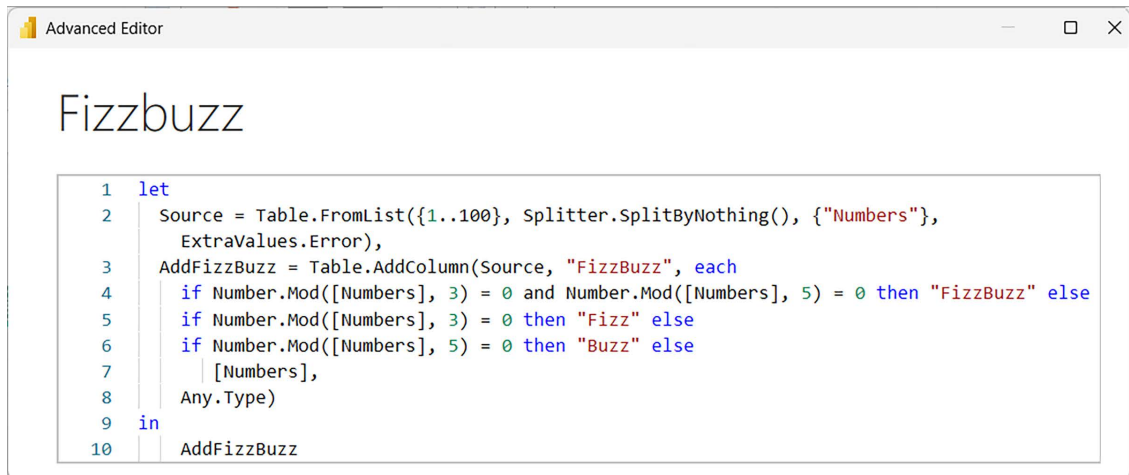 Advanced Editor
Fizzbuzz
1 let
2 Source = Table.FromList({1..100}, Splitter.SplitByNothing(), {"Numbers"},
ExtraValues.Error),
3 AddFizzBuzz = Table.AddColumn(Source, "FizzBuzz", each
4 if Number.Mod([Numbers], 3) = 0 and Number.Mod([Numbers], 5) = 0 then "FizzBuzz" else
5 if Number.Mod([Numbers], 3) = 0 then "Fizz" else
6 if Number.Mod([Numbers], 5) = 0 then "Buzz" else
7 [Numbers],
8 Any.Type)
9 in
10 AddFizzBuzz